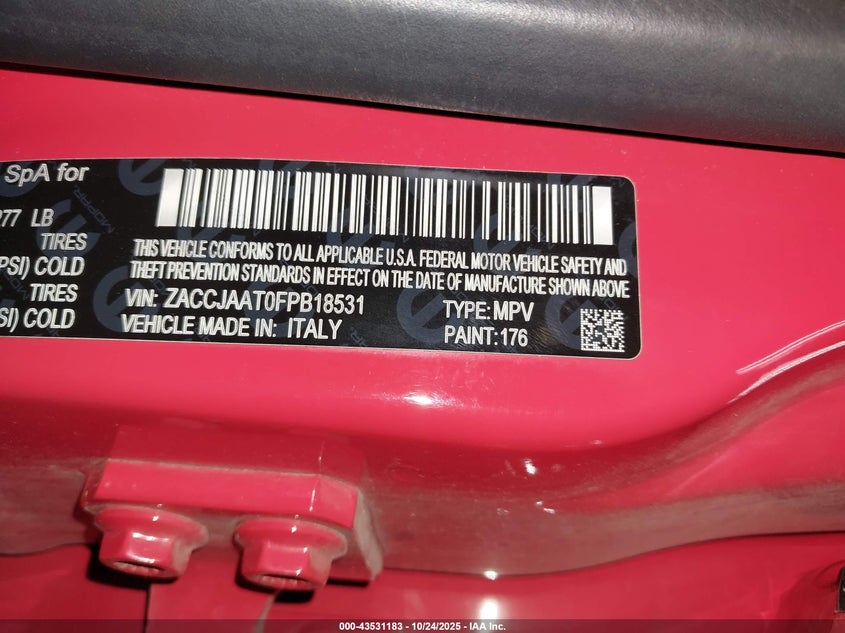 SpA for
277 LB
TIRES
PSI) COLD
TIRES
SI) COLD
MOPAR
THIS VEHICLE CONFORMS TO ALL APPLICABLE U.S.A. FEDERAL MOTOR VEHICLE SAFETY AND
THEFT PREVENTION STANDARDS IN EFFECT ON THE DATE OF MANUFACTURE SHOWN ABOVE.
VIN: ZACCJAAT0FPB18531 TYPE: MPV
VEHICLE MADE IN: ITALY PAINT: 176
000-43531183 - 10/24/2025 - IAA Inc.